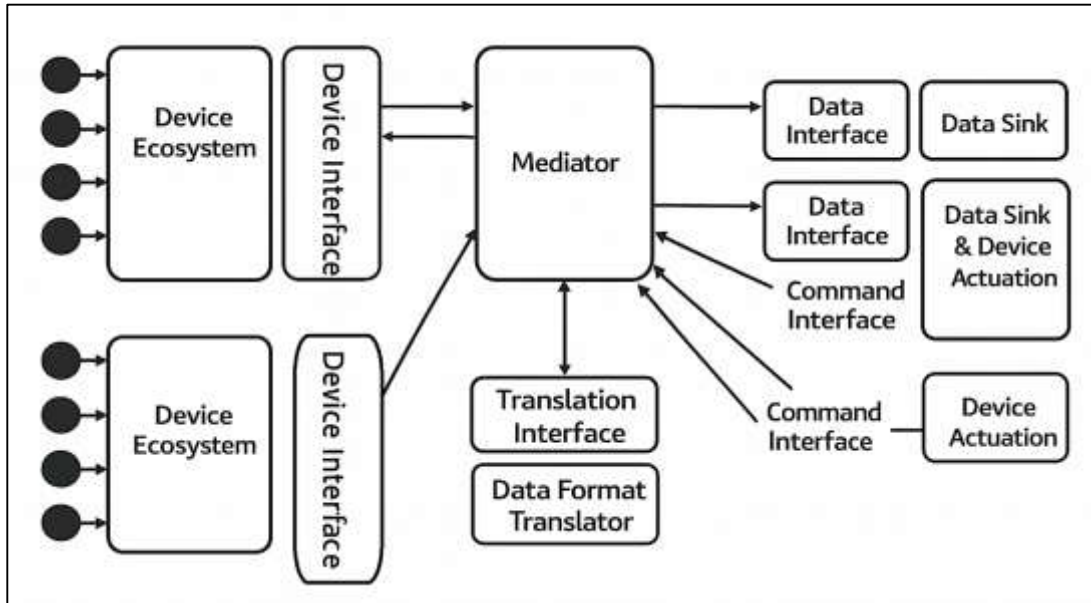 Device
Ecosystem
Device Interface
Mediator
Data
Interface
Data Sink
Data
Interface
Data Sink
& Device
Actuation
Command
Interface
Device
Ecosystem
Device Interface
Translation
Interface
Data Format
Translator
Command
Interface
Device
Actuation